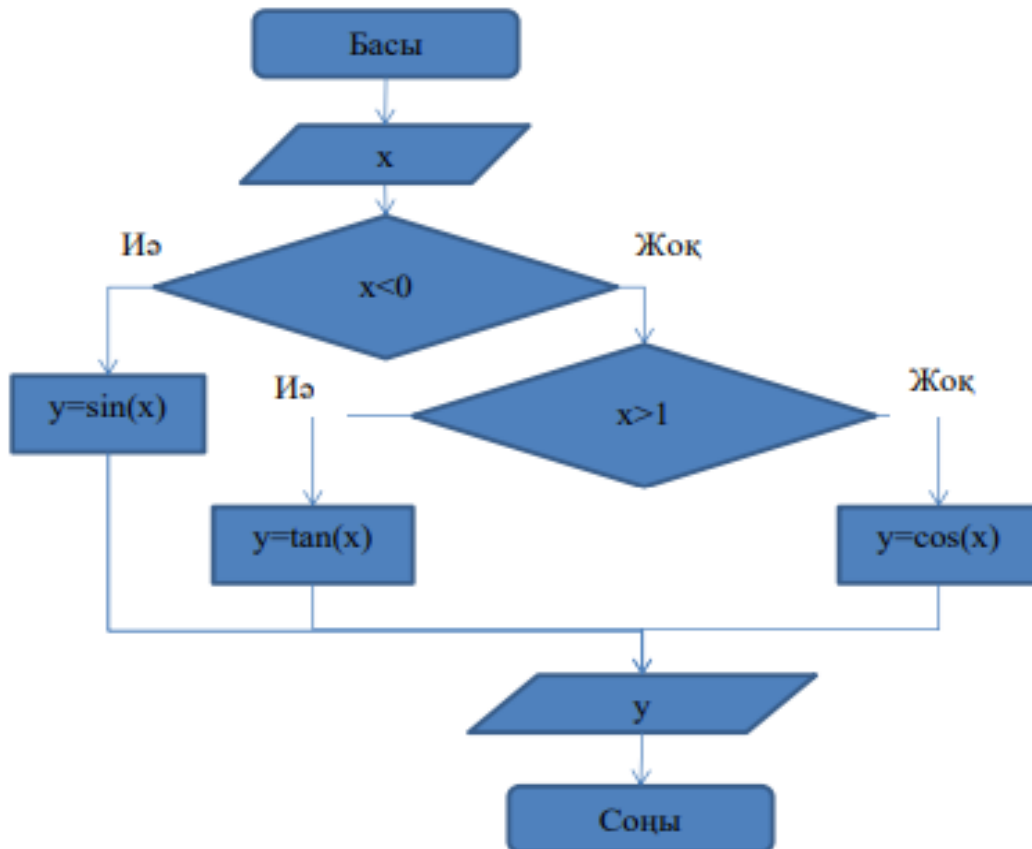 Басы
x
Иә
Жоқ
x<0
y=sin(x)
Иә
Жоқ
x>1
y=tan(x)
y=cos(x)
y
Соңы